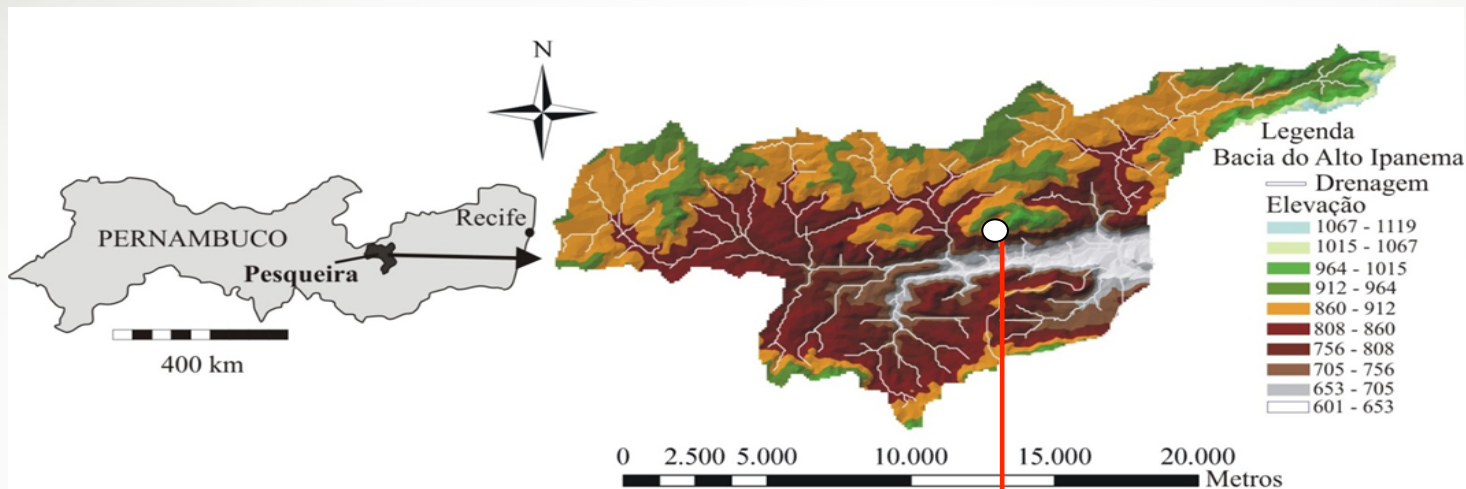 N
PERNAMBUCO
Recife
Pesqueira
400 km
Legenda
Bacia do Alto Ipanema
Drenagem
Elevação
1067 - 1119
1015 - 1067
964 - 1015
912 - 964
860 - 912
808 - 860
756 - 808
705 - 756
653 - 705
601 - 653
0 2.500 5.000 10.000 15.000 20.000
Metros